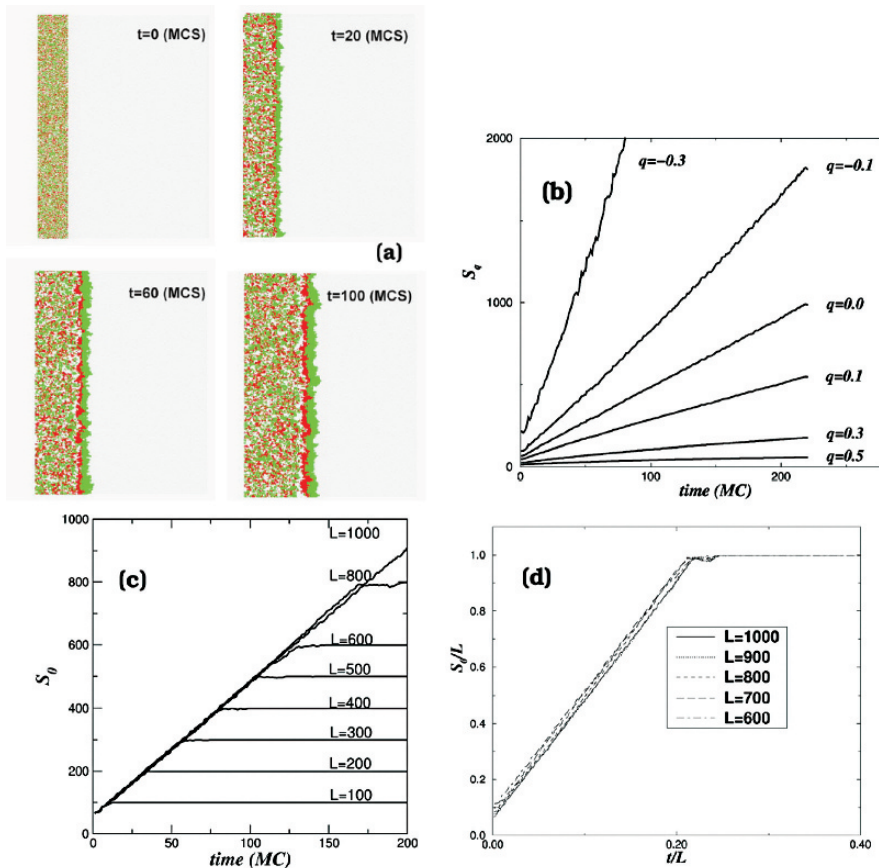 t=0 (MCS)
t=20 (MCS)
(a)
t=60 (MCS)
t=100 (MCS)
2000
1000
0
S_q
(b)
q=−0.3
q=−0.1
q=0.0
q=0.1
q=0.3
q=0.5
0
100
200
time (MC)
1000
800
600
400
200
0
S_0
(c)
L=1000
L=800
L=600
L=500
L=400
L=300
L=200
L=100
0
50
100
150
200
time (MC)
1.0
0.8
0.6
0.4
0.2
0.0
S_0/L
(d)
L=1000
L=900
L=800
L=700
L=600
0.00
0.20
0.40
t/L